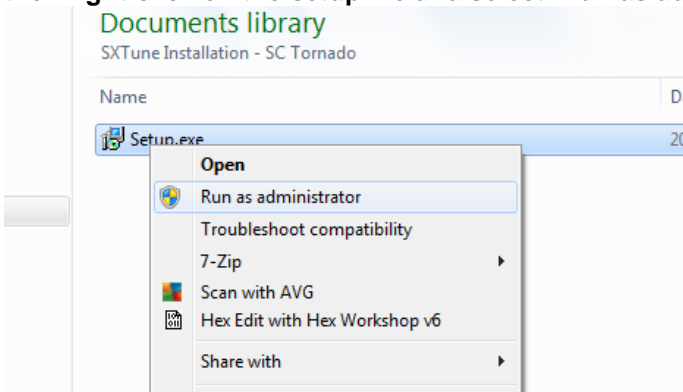 Documents library
SXTune Installation - SC Tornado
Name
Setup.exe
Open
Run as administrator
Troubleshoot compatibility
7-Zip
Scan with AVG
Hex Edit with Hex Workshop v6
Share with